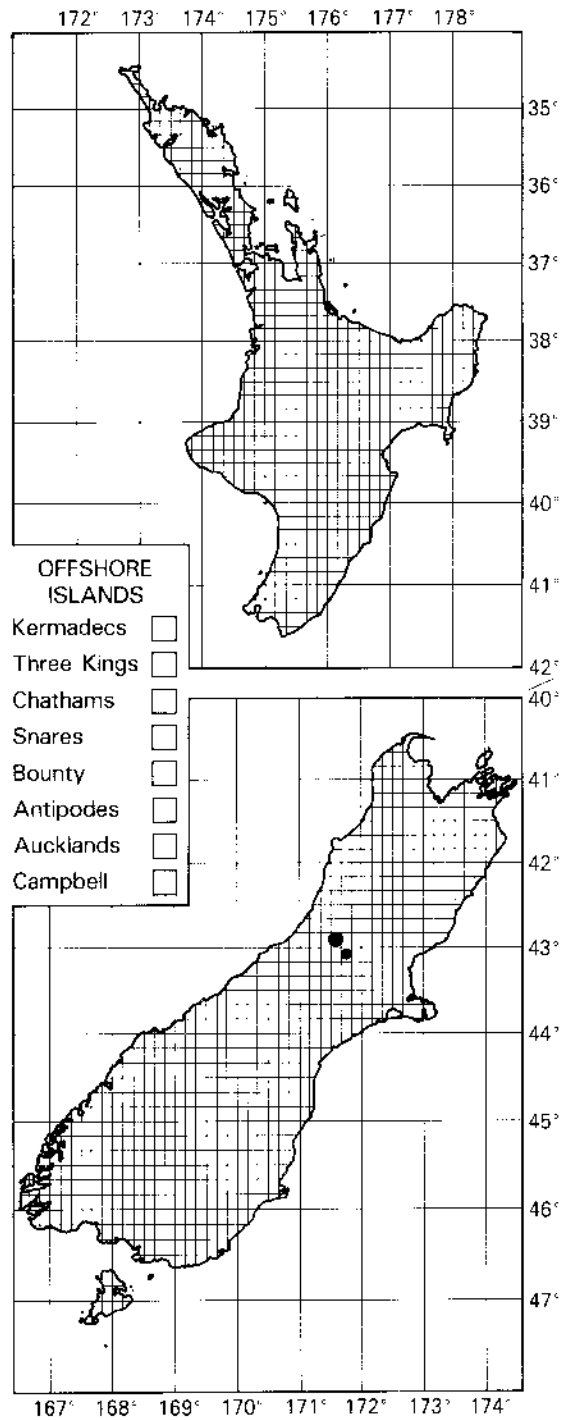 172° 173° 174° 175° 176° 177° 178°
35°
36°
37°
38°
39°
40°
41°
42°
OFFSHORE
ISLANDS
Kermadecs
Three Kings
Chathams
Snares
Bounty
Antipodes
Aucklands
Campbell
40°
41°
42°
43°
44°
45°
46°
47°
167° 168° 169° 170° 171° 172° 173° 174°